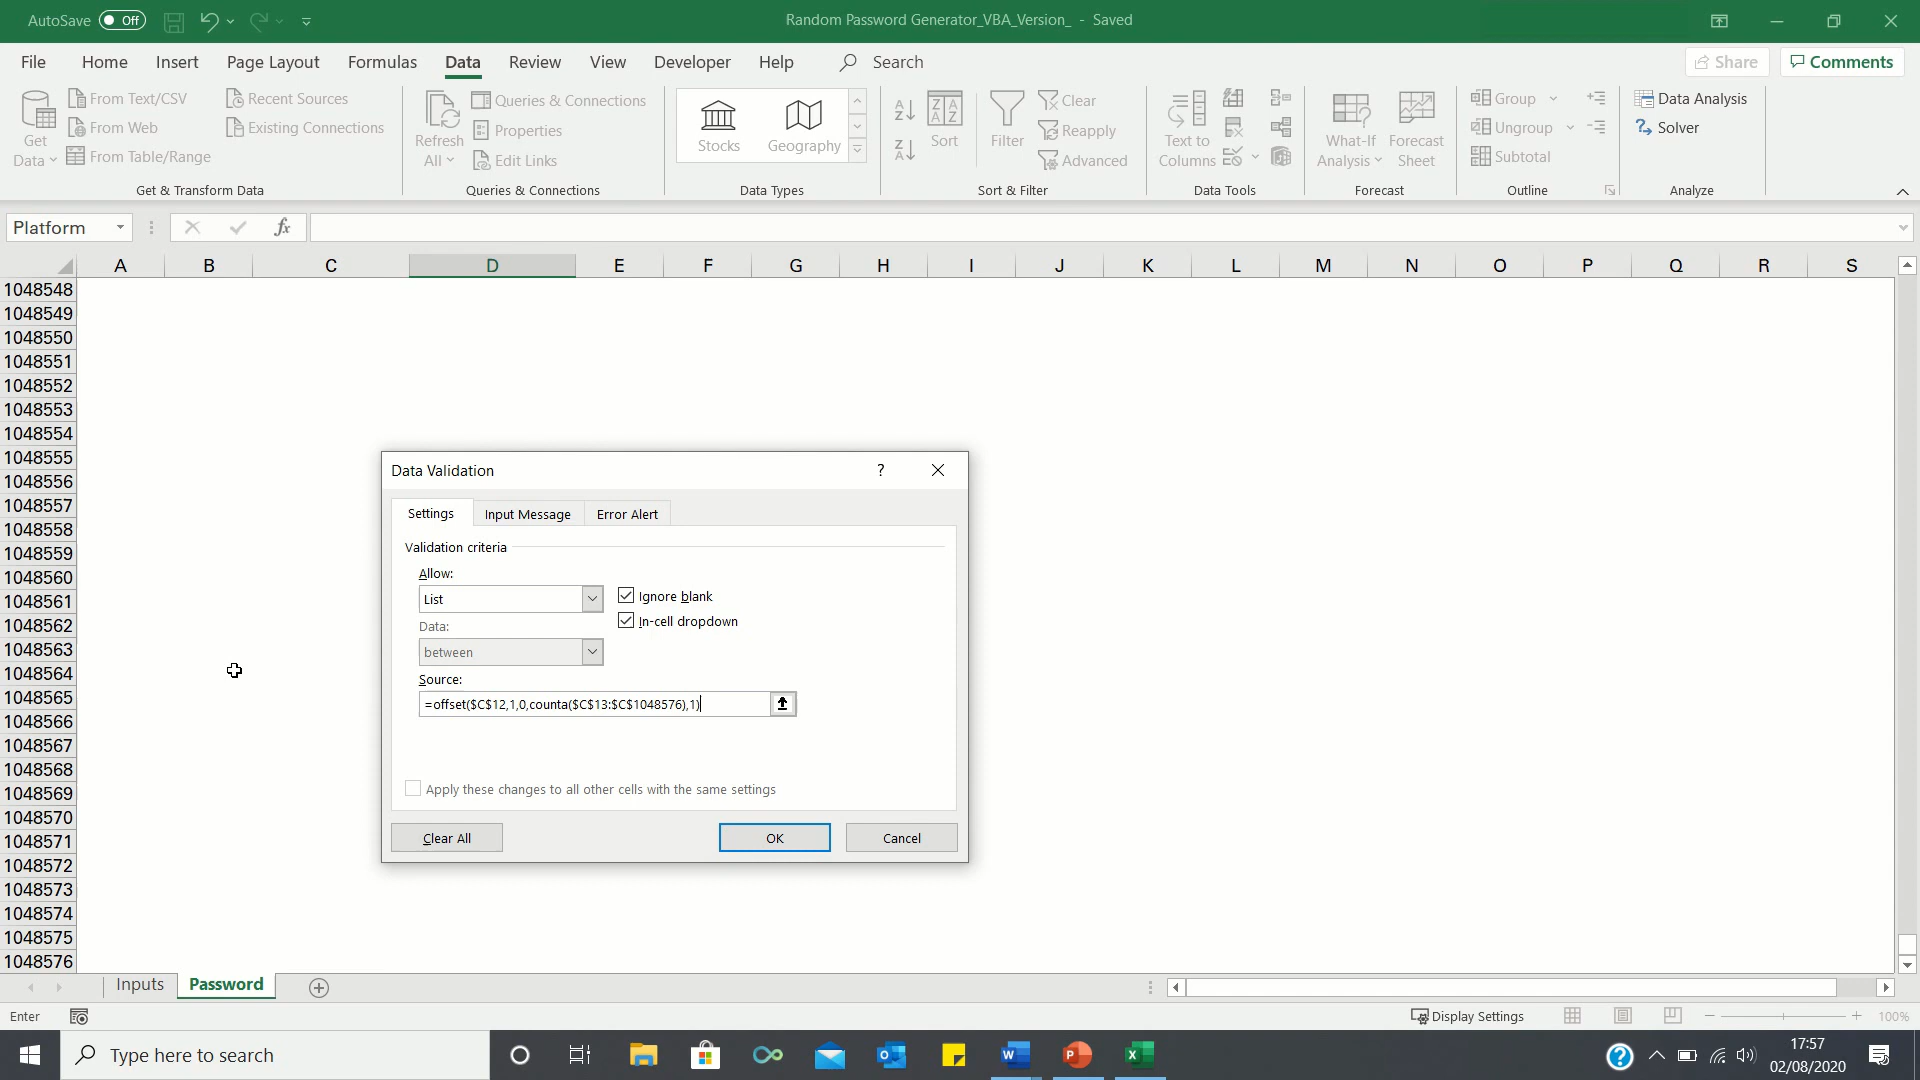 AutoSave Off
Random Password Generator_VBA_Version_ - Saved
File Home Insert Page Layout Formulas Data Review View Developer Help Search Share Comments
Get Data
From Text/CSV
From Web
From Table/Range
Recent Sources
Existing Connections
Get & Transform Data
Refresh All
Queries & Connections
Properties
Edit Links
Queries & Connections
Stocks
Geography
Data Types
Sort
Filter
Clear
Reapply
Advanced
Sort & Filter
Text to Columns
Data Tools
What-If Analysis
Forecast Sheet
Forecast
Group
Ungroup
Subtotal
Outline
Data Analysis
Solver
Analyze
Platform
fx
A B C D E F G H I J K L M N O P Q R S
1048548
1048549
1048550
1048551
1048552
1048553
1048554
1048555
1048556
1048557
1048558
1048559
1048560
1048561
1048562
1048563
1048564
1048565
1048566
1048567
1048568
1048569
1048570
1048571
1048572
1048573
1048574
1048575
1048576
Data Validation
?
Settings Input Message Error Alert
Validation criteria
Allow:
List
Ignore blank
Data:
In-cell dropdown
between
Source:
=offset($C$12,1,0,counta($C$13:$C$1048576),1)
Apply these changes to all other cells with the same settings
Clear All OK Cancel
Inputs Password
Enter
Display Settings
100%
Type here to search
17:57
02/08/2020